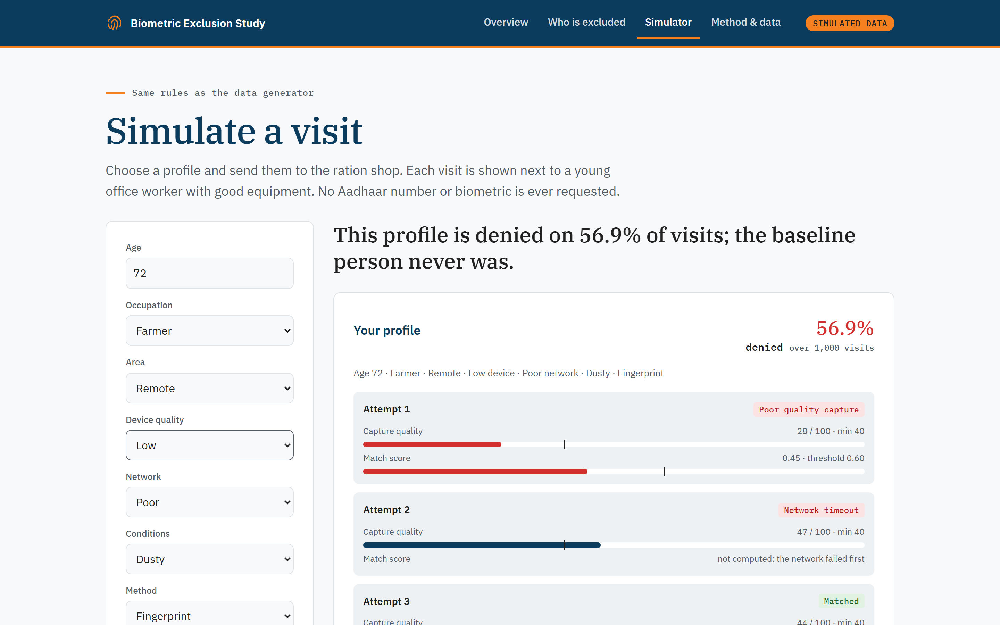 Biometric Exclusion Study
Overview
Who is excluded
Simulator
Method & data
SIMULATED DATA
Same rules as the data generator
Simulate a visit
Choose a profile and send them to the ration shop. Each visit is shown next to a young
office worker with good equipment. No Aadhaar number or biometric is ever requested.
Age
72
Occupation
Farmer
Area
Remote
Device quality
Low
Network
Poor
Conditions
Dusty
Method
Fingerprint
This profile is denied on 56.9% of visits; the baseline
person never was.
Your profile
56.9%
denied over 1,000 visits
Age 72 · Farmer · Remote · Low device · Poor network · Dusty · Fingerprint
Attempt 1
Poor quality capture
Capture quality
28 / 100 · min 40
Match score
0.45 · threshold 0.60
Attempt 2
Network timeout
Capture quality
47 / 100 · min 40
Match score
not computed: the network failed first
Attempt 3
Matched
Capture quality
44 / 100 · min 40